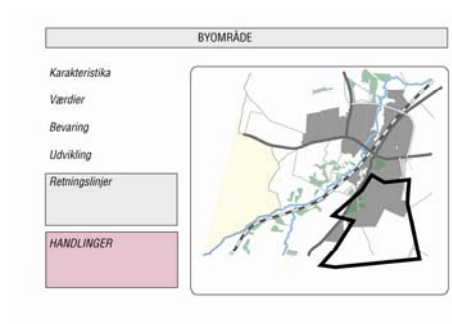 BYOMRÅDE
Karakteristika
Værdier
Bevaring
Udvikling
Retningslinjer
HANDLINGER